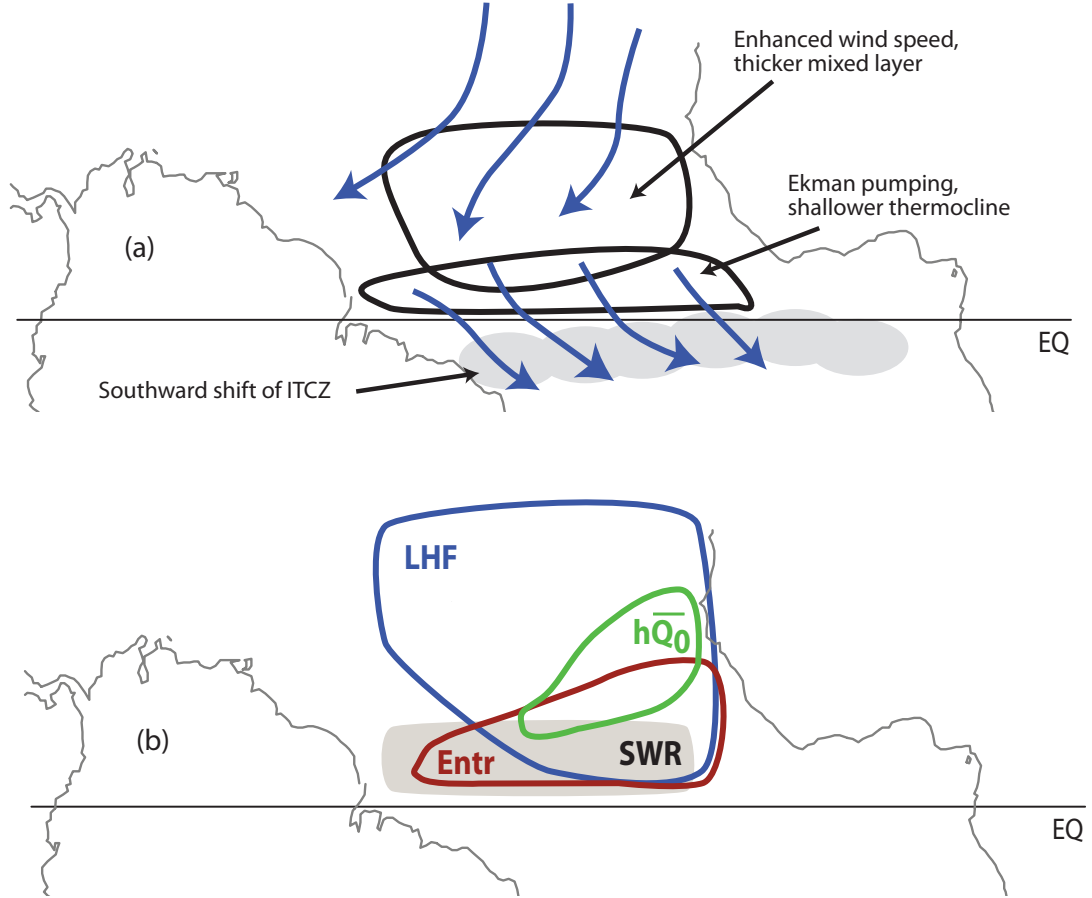 Enhanced wind speed,
thicker mixed layer
Ekman pumping,
shallower thermocline
(a)
EQ
Southward shift of ITCZ
LHF
hQ̅₀
(b)
SWR
Entr
EQ